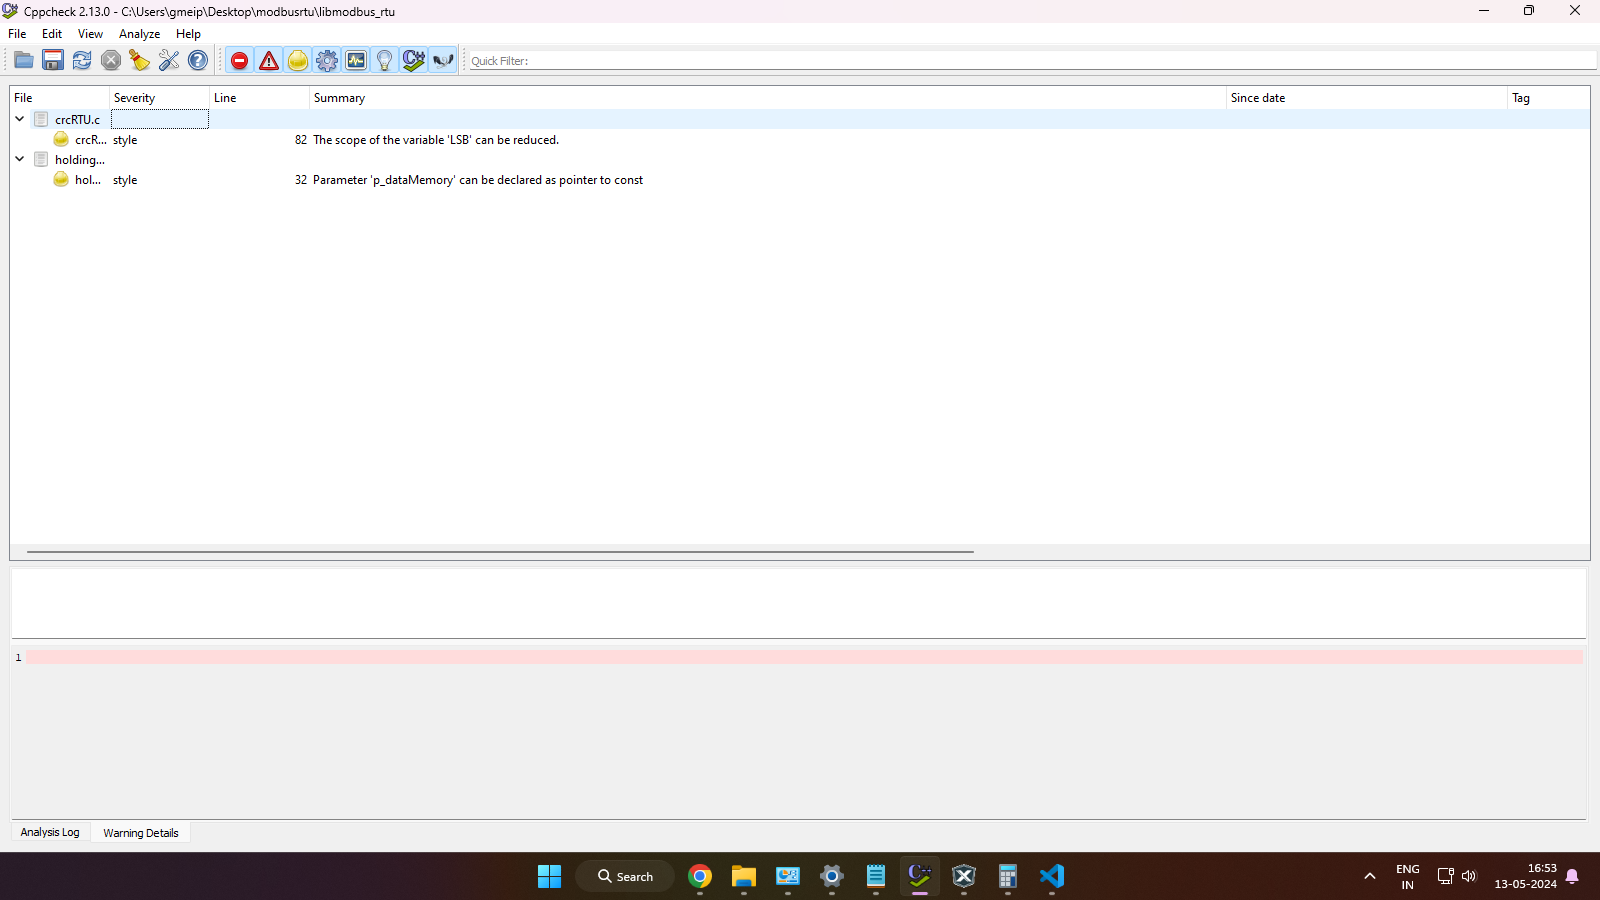 Cppcheck 2.13.0 - C:\Users\gmeip\Desktop\modbusrtu\libmodbus_rtu
File Edit View Analyze Help
Quick Filter:
File Severity Line Summary Since date Tag
crcRTU.c
crcR... style 82 The scope of the variable 'LSB' can be reduced.
holding...
hol... style 32 Parameter 'p_dataMemory' can be declared as pointer to const
1
Analysis Log Warning Details
Search
ENG
IN
16:53
13-05-2024